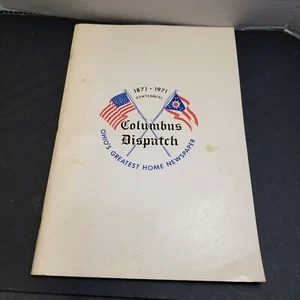 1871 - 1971
CENTENNIAL
Columbus
Dispatch
OHIO'S GREATEST HOME NEWSPAPER